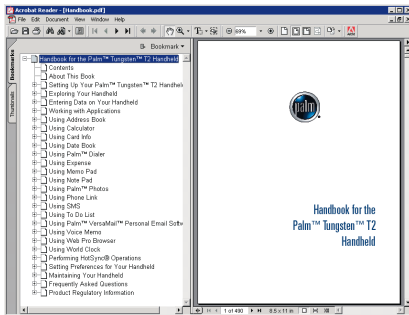 Acrobat Reader - [Handbook.pdf]
File Edit Document View Window Help
69%
Bookmark
Bookmarks
Thumbnails
Handbook for the Palm™ Tungsten™ T2 Handheld
Contents
About This Book
Setting Up Your Palm™ Tungsten™ T2 Handheld
Exploring Your Handheld
Entering Data on Your Handheld
Working with Applications
Using Address Book
Using Calculator
Using Card Info
Using Date Book
Using Palm™ Dialer
Using Expense
Using Memo Pad
Using Note Pad
Using Palm™ Photos
Using Phone Link
Using SMS
Using To Do List
Using Palm™ VersaMail™ Personal Email Softw
Using Voice Memo
Using Web Pro Browser
Using World Clock
Performing HotSync® Operations
Setting Preferences for Your Handheld
Maintaining Your Handheld
Frequently Asked Questions
Product Regulatory Information
palm
Handbook for the
Palm™ Tungsten™ T2
Handheld
1 of 490
8.5 x 11 in